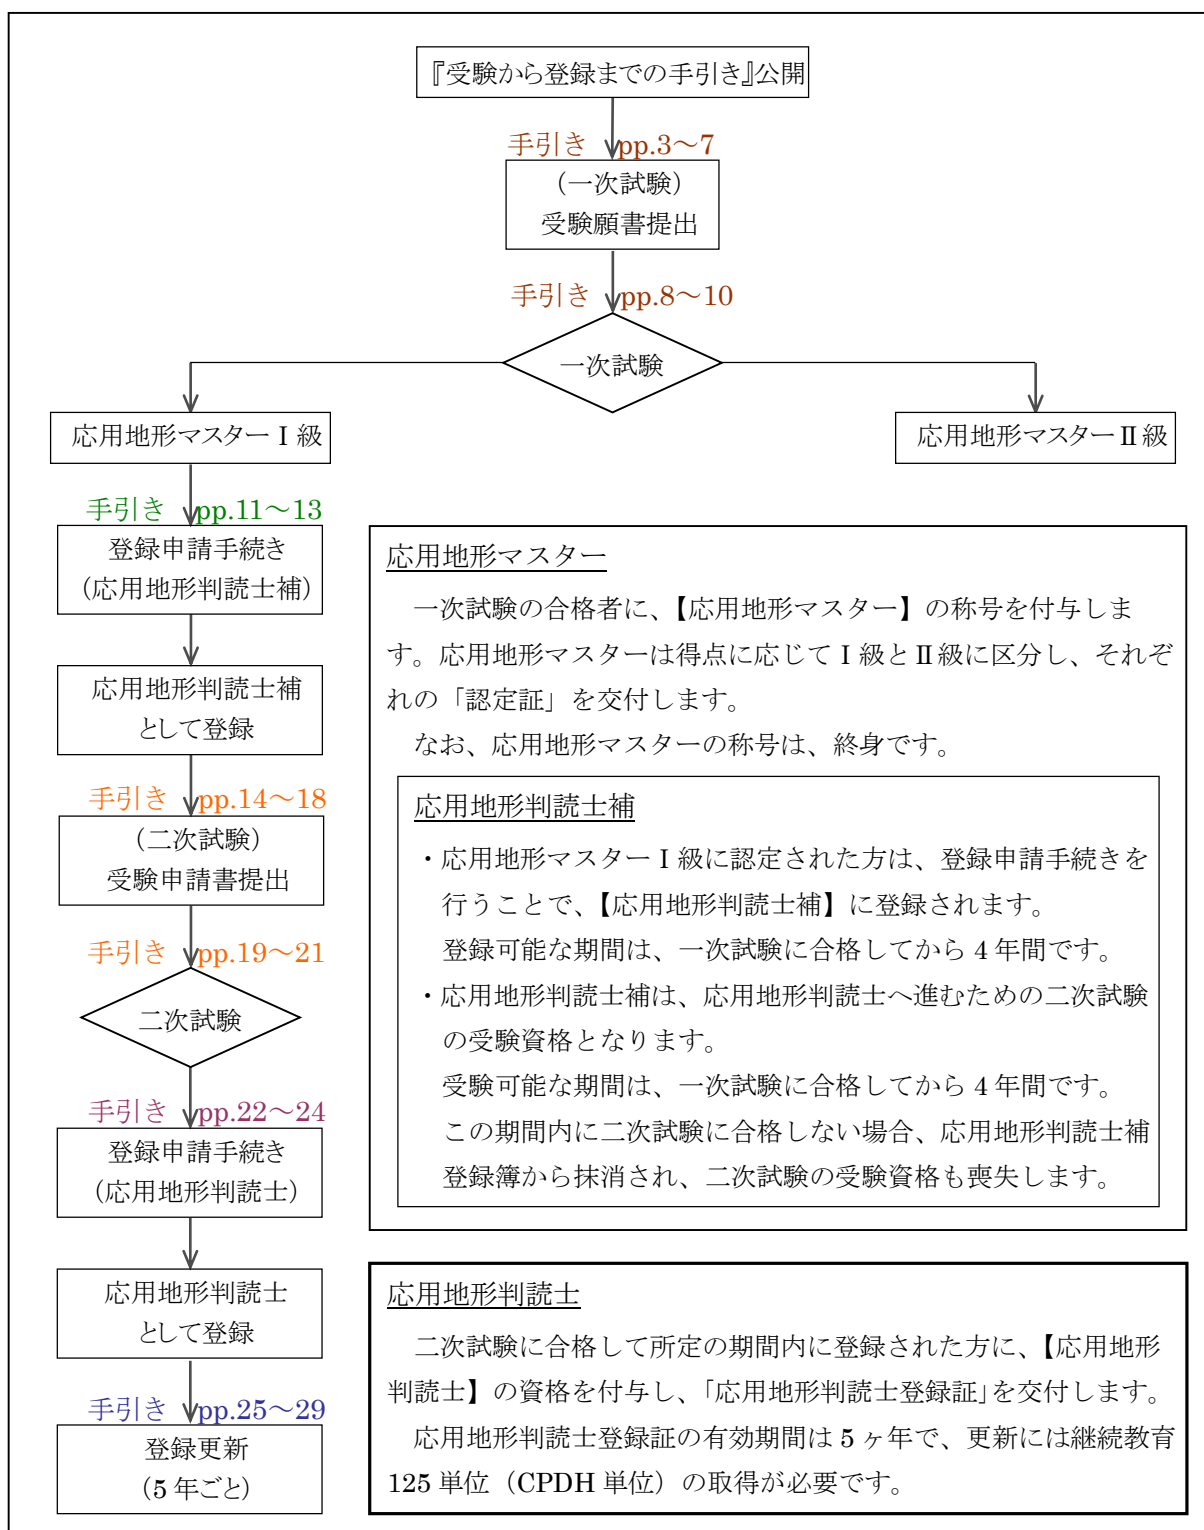 『受験から登録までの手引き』公開
手引き pp.3～7
（一次試験）
受験願書提出
手引き pp.8～10
一次試験
応用地形マスターⅠ級
応用地形マスターⅡ級
手引き pp.11～13
登録申請手続き
（応用地形判読士補）
応用地形判読士補
として登録
手引き pp.14～18
（二次試験）
受験申請書提出
手引き pp.19～21
二次試験
手引き pp.22～24
登録申請手続き
（応用地形判読士）
応用地形判読士
として登録
手引き pp.25～29
登録更新
（5年ごと）
応用地形マスター
一次試験の合格者に、【応用地形マスター】の称号を付与しま
す。応用地形マスターは得点に応じてⅠ級とⅡ級に区分し、それぞ
れの「認定証」を交付します。
なお、応用地形マスターの称号は、終身です。
応用地形判読士補
・応用地形マスターⅠ級に認定された方は、登録申請手続きを
行うことで、【応用地形判読士補】に登録されます。
登録可能な期間は、一次試験に合格してから4年間です。
・応用地形判読士補は、応用地形判読士へ進むための二次試験
の受験資格となります。
受験可能な期間は、一次試験に合格してから4年間です。
この期間内に二次試験に合格しない場合、応用地形判読士補
登録簿から抹消され、二次試験の受験資格も喪失します。
応用地形判読士
二次試験に合格して所定の期間内に登録された方に、【応用地形
判読士】の資格を付与し、「応用地形判読士登録証」を交付します。
応用地形判読士登録証の有効期間は5ヶ年で、更新には継続教育
125単位（CPDH単位）の取得が必要です。